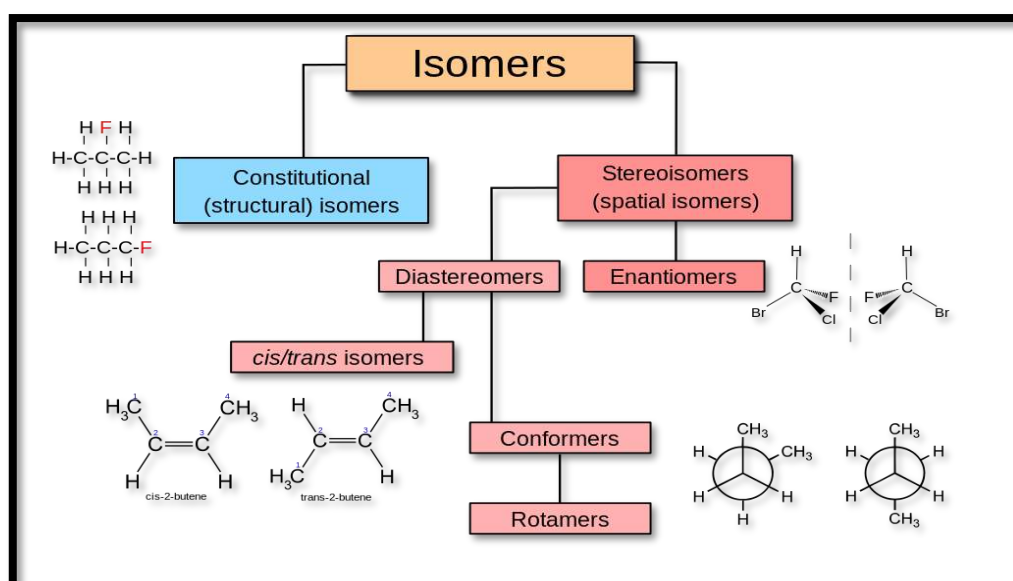 Isomers
H F H
H-C-C-C-H
H H H
Constitutional
(structural) isomers
Stereoisomers
(spatial isomers)
H H H
H-C-C-C-F
H H H
Diastereomers
Enantiomers
H
C
F
Br
Cl
H
C
F
Br
Cl
cis/trans isomers
1
H₃C
4
CH₃
2
C
3
C
H
H
cis-2-butene
H
4
CH₃
2
C
3
C
1
H₃C
H
trans-2-butene
Conformers
Rotamers
CH₃
H
CH₃
H
H
H
CH₃
H
H
H
H
CH₃